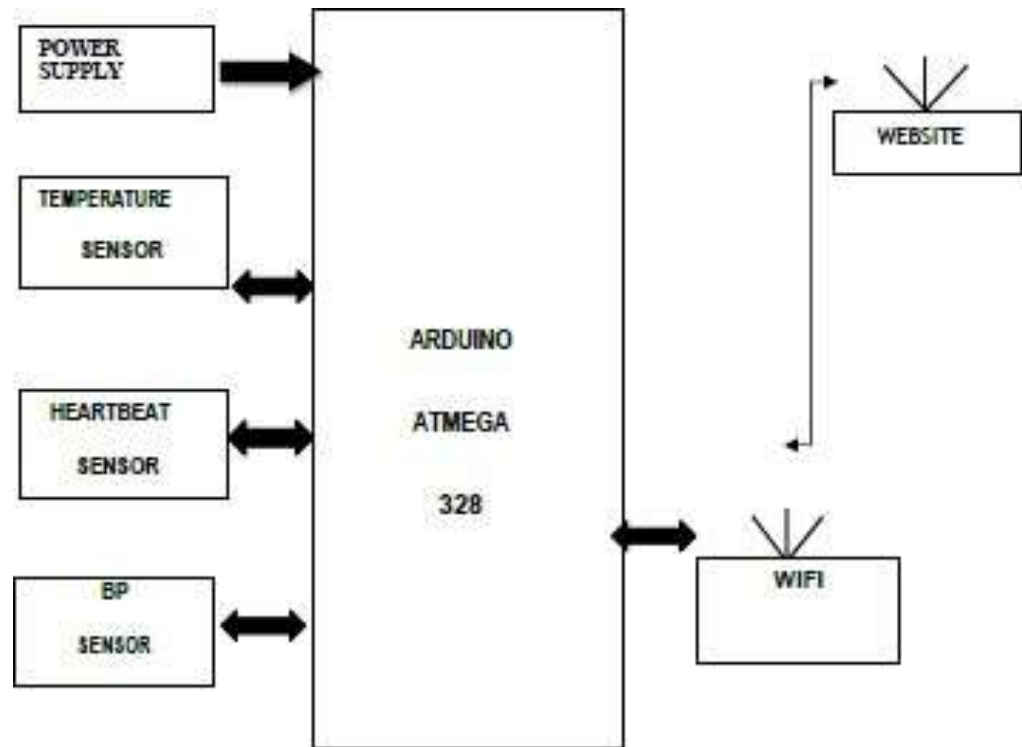 POWER
SUPPLY
TEMPERATURE
SENSOR
HEARTBEAT
SENSOR
BP
SENSOR
ARDUINO
ATMEGA
328
WEBSITE
WIFI